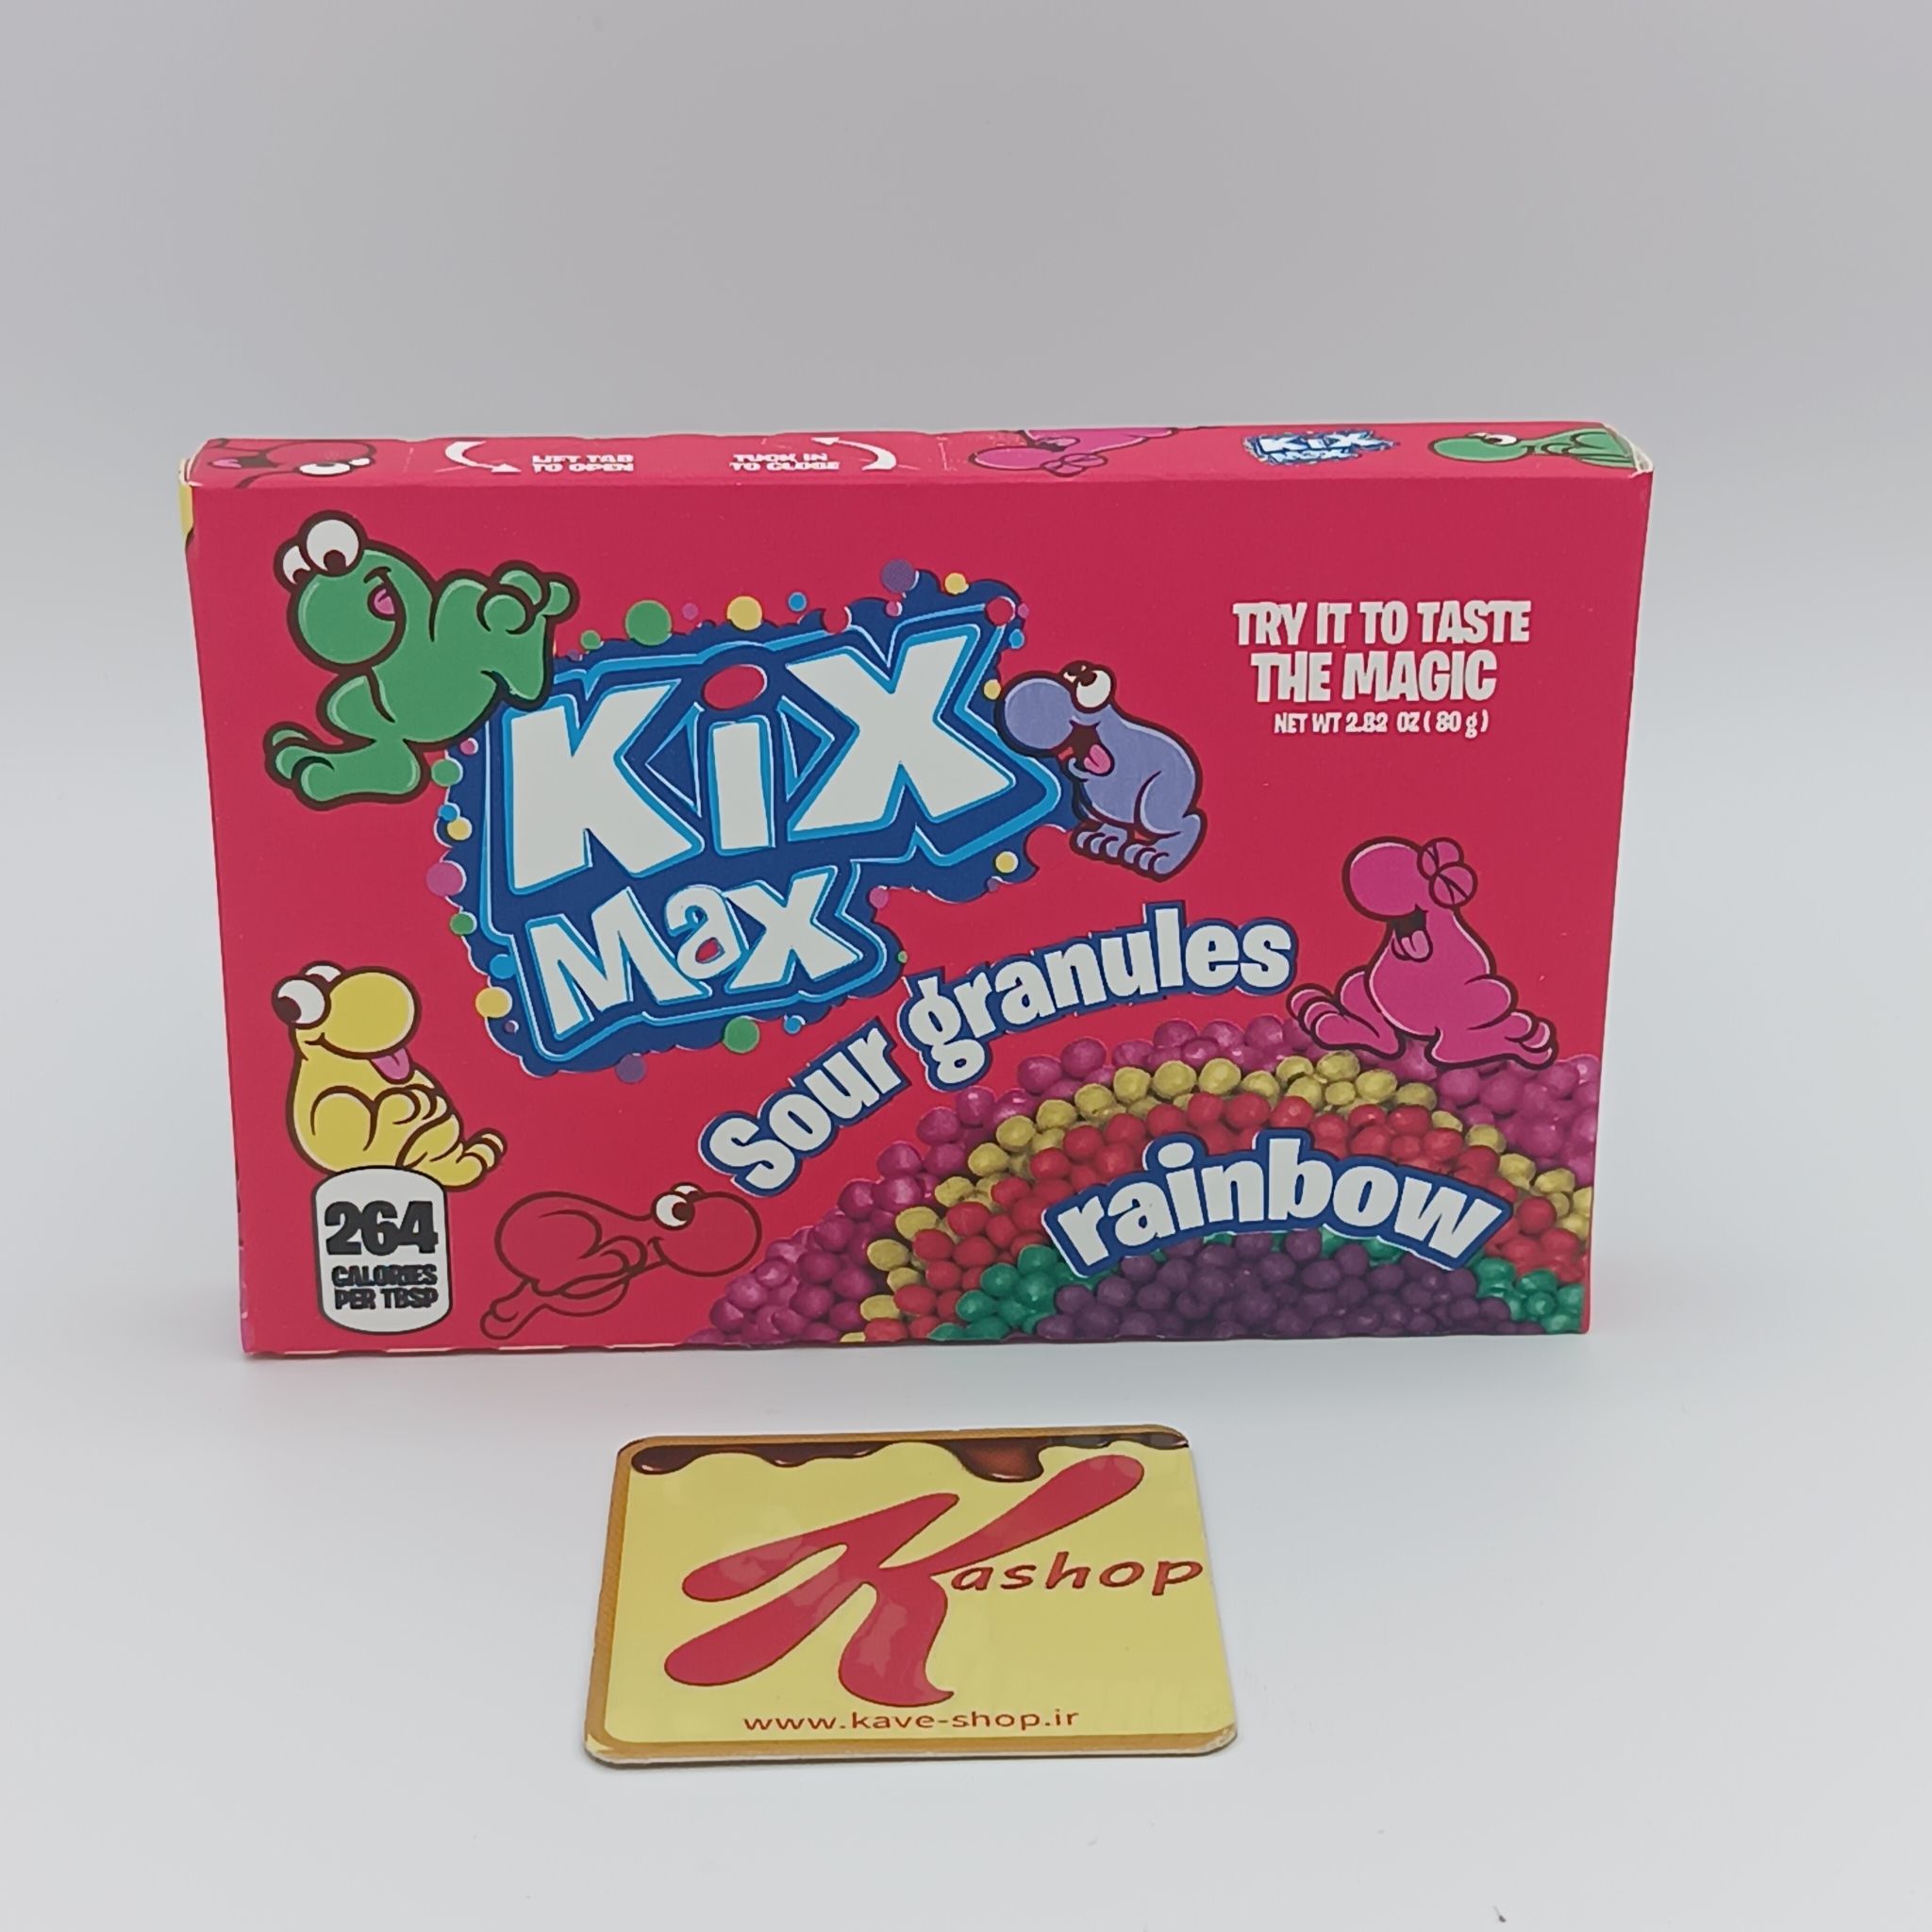 LIFT TAB
TO OPEN
TUCK IN
TO CLOSE
KiX
Max
KiX
Max
TRY IT TO TASTE
THE MAGIC
NET WT 2.82 OZ ( 80 g )
Sour granules
rainbow
264
CALORIES
PER TBSP
Kashop
www.kave-shop.ir